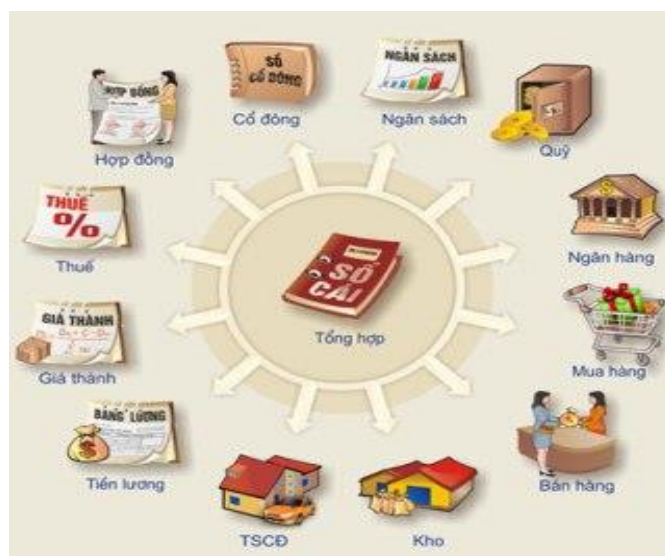 HỢP ĐỒNG
Hợp đồng
SỔ
CỔ ĐÔNG
Cổ đông
NGÂN SÁCH
Ngân sách
Quỹ
THUẾ
%
Thuế
Ngân hàng
SỔ
CÁI
Tổng hợp
GIÁ THÀNH
Giá thành
Mua hàng
BẢNG LƯƠNG
Tiền lương
Bán hàng
TSCĐ
Kho